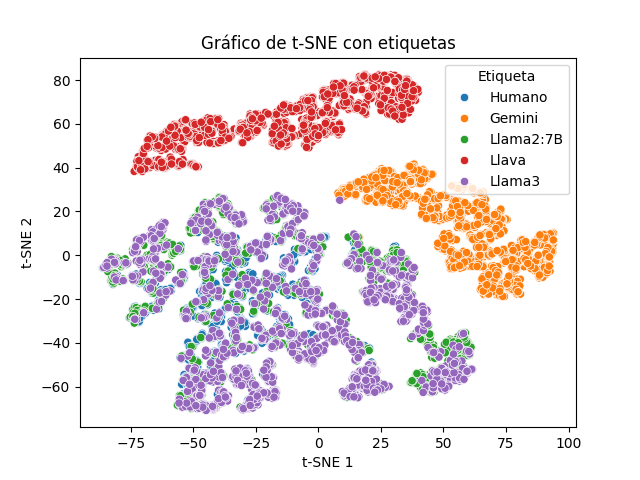 Gráfico de t-SNE con etiquetas
Etiqueta
Humano
Gemini
Llama2:7B
Llava
Llama3
80
60
40
20
0
−20
−40
−60
t-SNE 2
−75
−50
−25
0
25
50
75
100
t-SNE 1